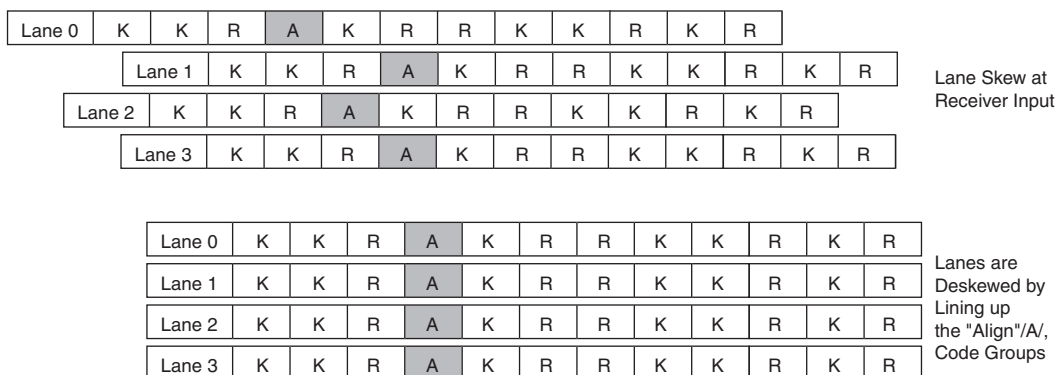 Lane 0 K K R A K R R K K R K R
Lane 1 K K R A K R R K K R K R
Lane 2 K K R A K R R K K R K R
Lane 3 K K R A K R R K K R K R
Lane Skew at
Receiver Input
Lane 0 K K R A K R R K K R K R
Lane 1 K K R A K R R K K R K R
Lane 2 K K R A K R R K K R K R
Lane 3 K K R A K R R K K R K R
Lanes are
Deskewed by
Lining up
the "Align"/A/,
Code Groups